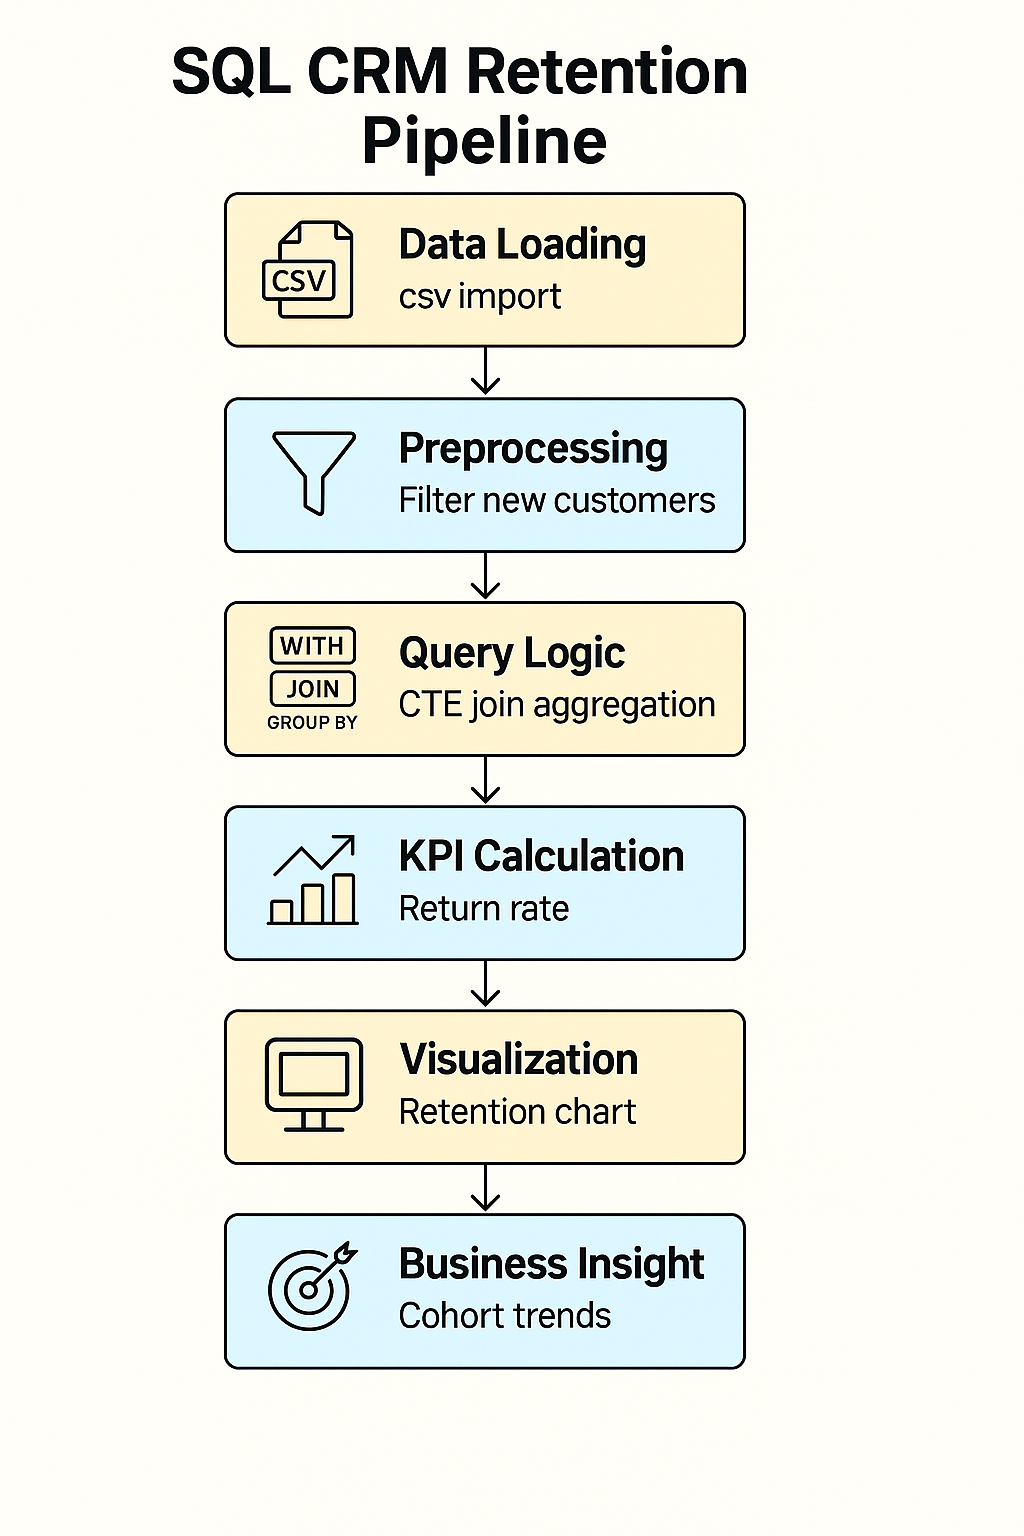 SQL CRM Retention
Pipeline
CSV
Data Loading
csv import
Preprocessing
Filter new customers
WITH
JOIN
GROUP BY
Query Logic
CTE join aggregation
KPI Calculation
Return rate
Visualization
Retention chart
Business Insight
Cohort trends